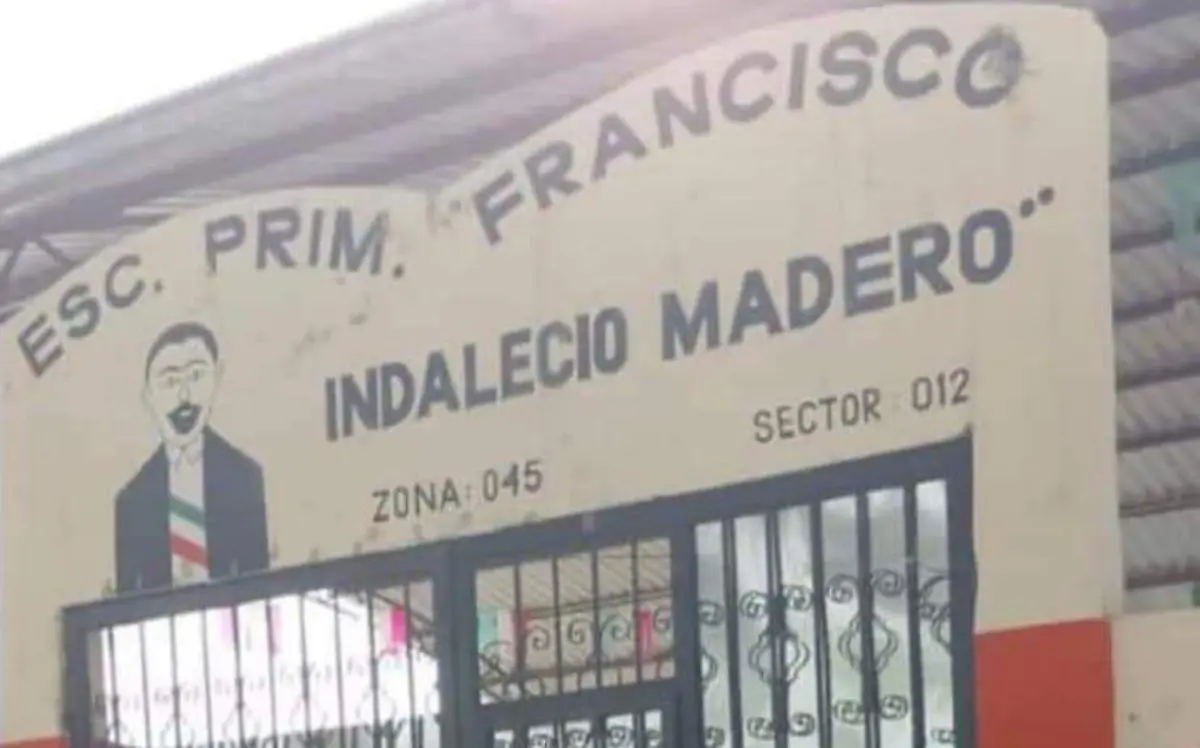 ESC. PRIM. "FRANCISCO
INDALECIO MADERO"
ZONA: 045 SECTOR: 012